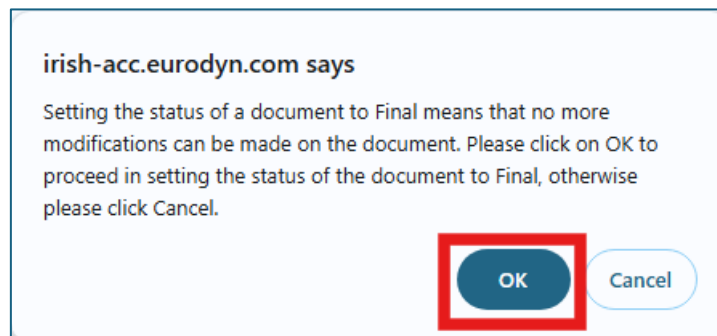 irish-acc.eurodyn.com says
Setting the status of a document to Final means that no more
modifications can be made on the document. Please click on OK to
proceed in setting the status of the document to Final, otherwise
please click Cancel.
OK
Cancel